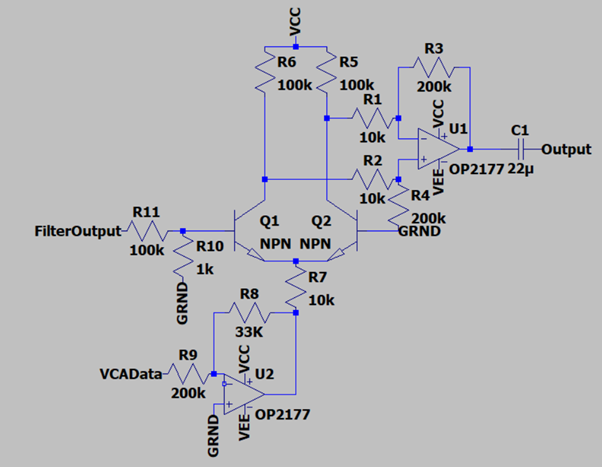 VCC
R6
100k
R5
100k
R3
200k
R1
10k
VCC
U1
VEE
OP2177
C1
22µ
Output
R2
10k
R4
200k
GRND
R11
100k
FilterOutput
R10
1k
GRND
Q1
NPN
Q2
NPN
R7
10k
R8
33K
VCAData
R9
200k
VCC
U2
VEE
OP2177
GRND